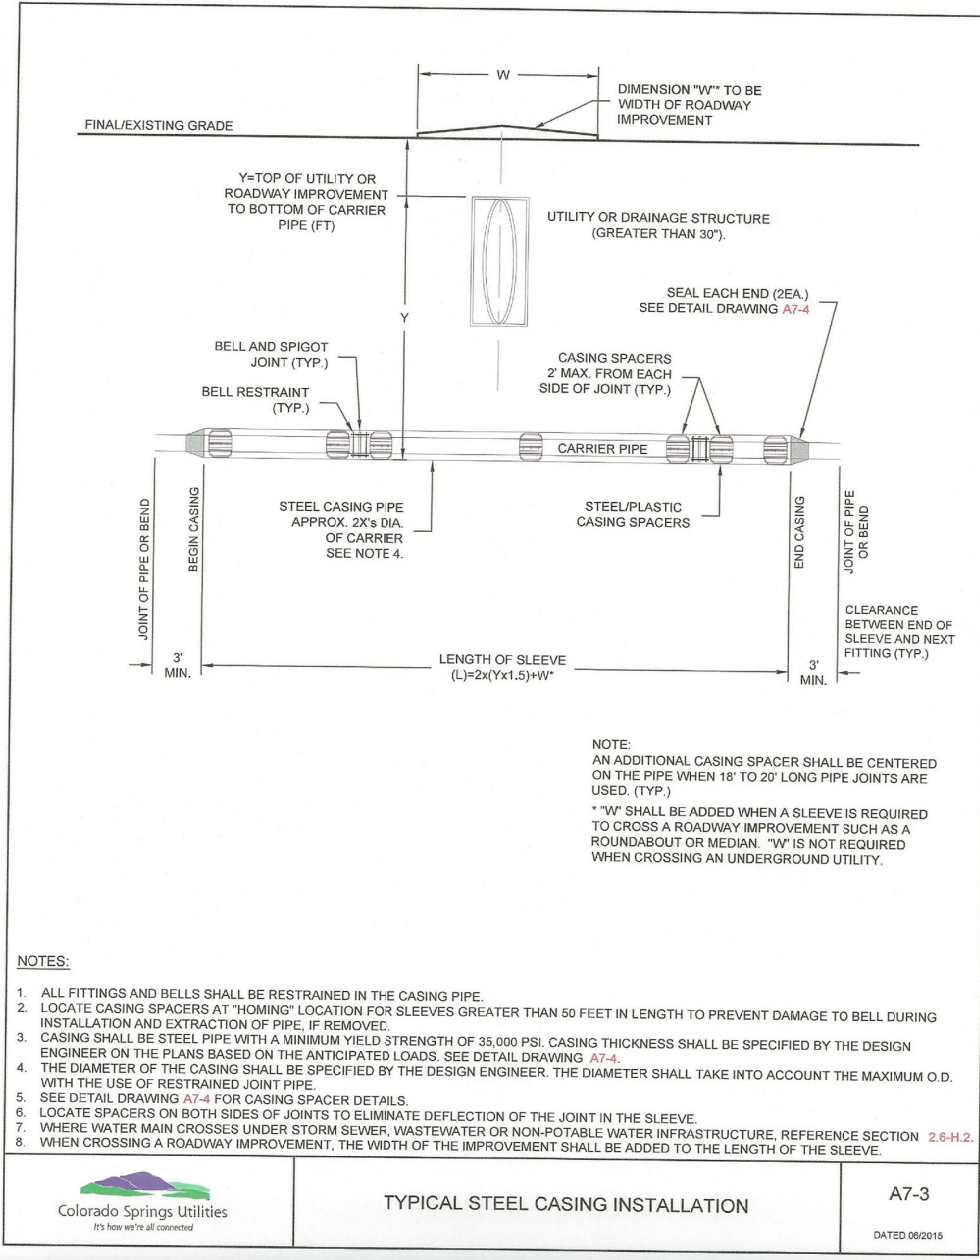 W
DIMENSION "W"* TO BE
WIDTH OF ROADWAY
IMPROVEMENT
FINAL/EXISTING GRADE
Y=TOP OF UTILITY OR
ROADWAY IMPROVEMENT
TO BOTTOM OF CARRIER
PIPE (FT)
UTILITY OR DRAINAGE STRUCTURE
(GREATER THAN 30").
SEAL EACH END (2EA.)
SEE DETAIL DRAWING A7-4
Y
BELL AND SPIGOT
JOINT (TYP.)
CASING SPACERS
2' MAX. FROM EACH
SIDE OF JOINT (TYP.)
BELL RESTRAINT
(TYP.)
CARRIER PIPE
STEEL CASING PIPE
APPROX. 2X's DIA.
OF CARRIER
SEE NOTE 4.
STEEL/PLASTIC
CASING SPACERS
JOINT OF PIPE OR BEND
BEGIN CASING
END CASING
JOINT OF PIPE
OR BEND
CLEARANCE
BETWEEN END OF
SLEEVE AND NEXT
FITTING (TYP.)
3'
MIN.
LENGTH OF SLEEVE
(L)=2x(Yx1.5)+W*
3'
MIN.
NOTE:
AN ADDITIONAL CASING SPACER SHALL BE CENTERED
ON THE PIPE WHEN 18' TO 20' LONG PIPE JOINTS ARE
USED. (TYP.)
* "W" SHALL BE ADDED WHEN A SLEEVE IS REQUIRED
TO CROSS A ROADWAY IMPROVEMENT SUCH AS A
ROUNDABOUT OR MEDIAN. "W" IS NOT REQUIRED
WHEN CROSSING AN UNDERGROUND UTILITY.
NOTES:
1. ALL FITTINGS AND BELLS SHALL BE RESTRAINED IN THE CASING PIPE.
2. LOCATE CASING SPACERS AT "HOMING" LOCATION FOR SLEEVES GREATER THAN 50 FEET IN LENGTH TO PREVENT DAMAGE TO BELL DURING
INSTALLATION AND EXTRACTION OF PIPE, IF REMOVED.
3. CASING SHALL BE STEEL PIPE WITH A MINIMUM YIELD STRENGTH OF 35,000 PSI. CASING THICKNESS SHALL BE SPECIFIED BY THE DESIGN
ENGINEER ON THE PLANS BASED ON THE ANTICIPATED LOADS. SEE DETAIL DRAWING A7-4.
4. THE DIAMETER OF THE CASING SHALL BE SPECIFIED BY THE DESIGN ENGINEER. THE DIAMETER SHALL TAKE INTO ACCOUNT THE MAXIMUM O.D.
WITH THE USE OF RESTRAINED JOINT PIPE.
5. SEE DETAIL DRAWING A7-4 FOR CASING SPACER DETAILS.
6. LOCATE SPACERS ON BOTH SIDES OF JOINTS TO ELIMINATE DEFLECTION OF THE JOINT IN THE SLEEVE.
7. WHERE WATER MAIN CROSSES UNDER STORM SEWER, WASTEWATER OR NON-POTABLE WATER INFRASTRUCTURE, REFERENCE SECTION 2.6-H.2.
8. WHEN CROSSING A ROADWAY IMPROVEMENT, THE WIDTH OF THE IMPROVEMENT SHALL BE ADDED TO THE LENGTH OF THE SLEEVE.
Colorado Springs Utilities
It's how we're all connected
TYPICAL STEEL CASING INSTALLATION
A7-3
DATED 06/2015